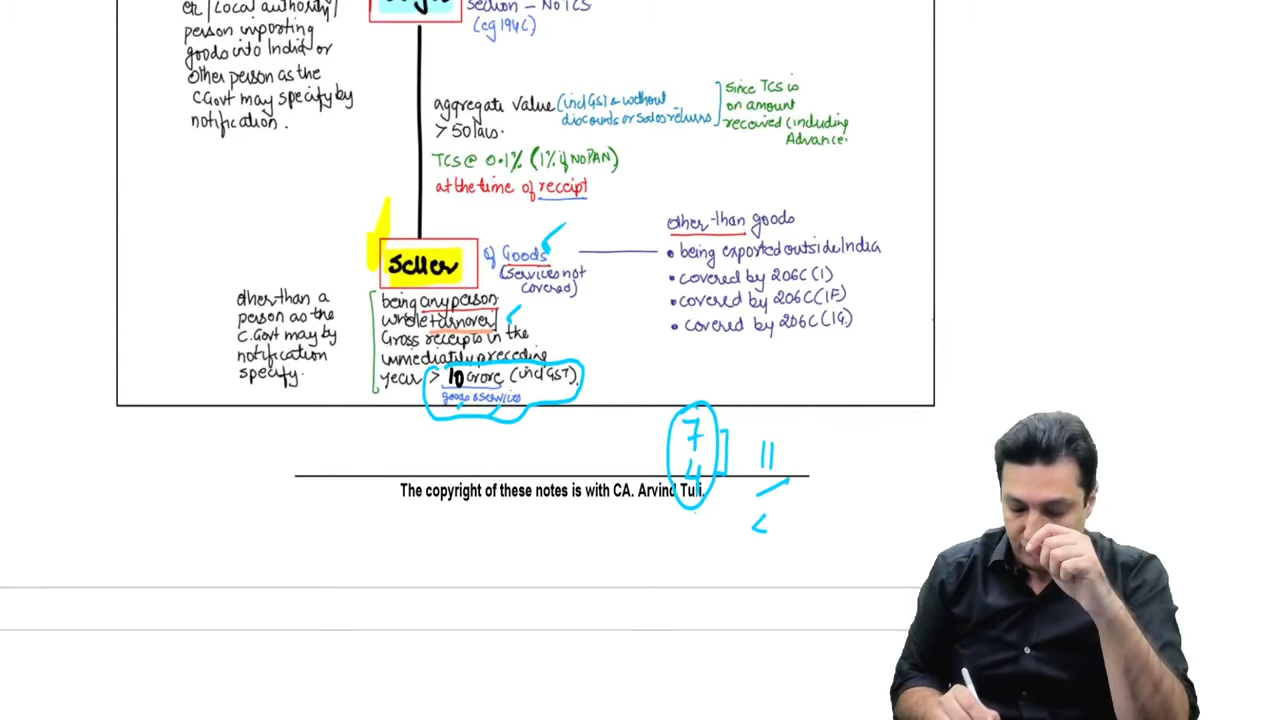 er / Local authority /
person importing
goods into India or
other person as the
C.Govt may specify by
notification.
section - NO TCS
(eg 194C)
aggregate value (incl GST & without
discounts or sales returns
> 50 lacs.
since TCS is
on amount
received (including
Advance.
TCS @ 0.1% (1% if NO PAN)
at the time of receipt
Seller
of Goods
(Services not
covered)
other than goods
• being exported outside India
• covered by 206C(1)
• covered by 206C(1F)
• covered by 206C(1G)
other than a
person as the
C.Govt may by
notification
specify.
being any person
whole turnover/
Gross receipts in the
immediately preceding
year > 10 crore (incl GST).
goods & services
7
4
11
<
The copyright of these notes is with CA. Arvind Tuli.